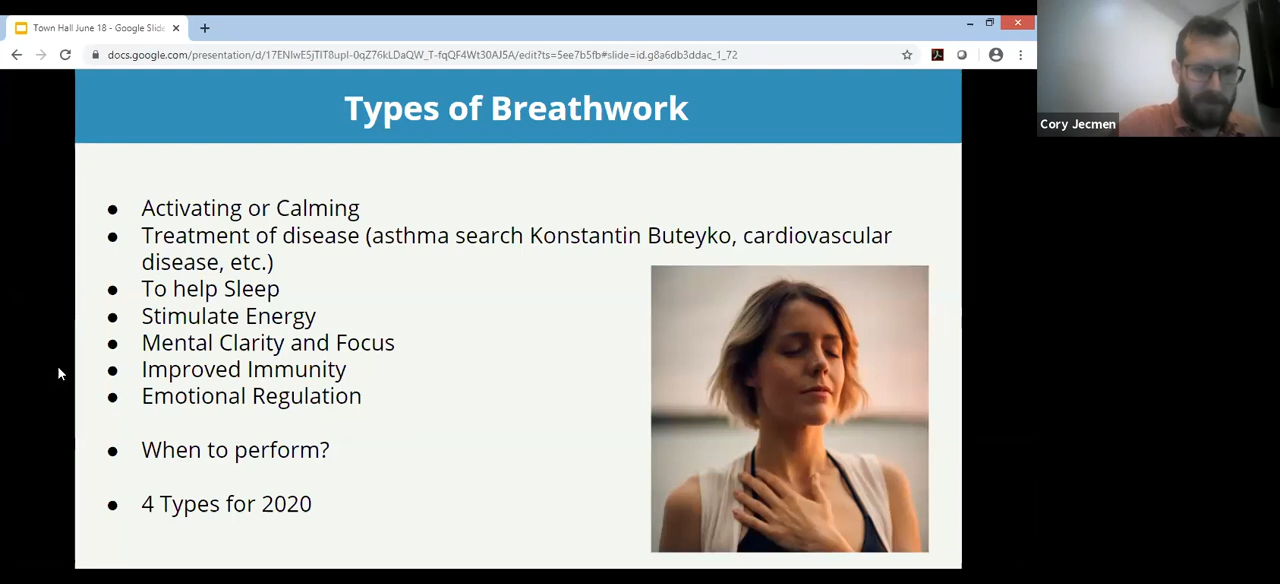 Town Hall June 18 - Google Slide
docs.google.com/presentation/d/17ENlwE5jTIT8upI-0qZ76kLDaQW_T-fqQF4Wt30AJ5A/edit?ts=5ee7b5fb#slide=id.g8a6db3ddac_1_72
Cory Jecmen
Types of Breathwork
● Activating or Calming
● Treatment of disease (asthma search Konstantin Buteyko, cardiovascular
disease, etc.)
● To help Sleep
● Stimulate Energy
● Mental Clarity and Focus
● Improved Immunity
● Emotional Regulation
● When to perform?
● 4 Types for 2020